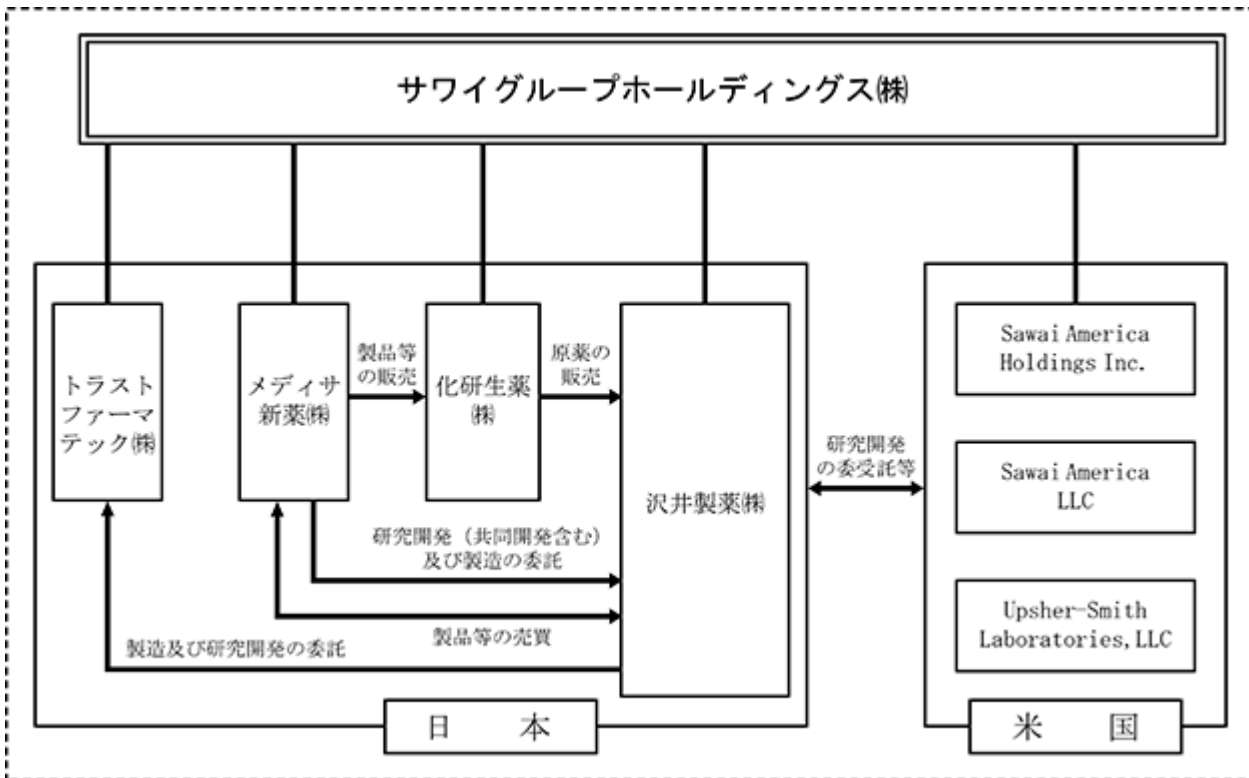 サワイグループホールディングス㈱
トラスト
ファーマ
テック㈱
メディサ
新薬㈱
製品等
の販売
化研生薬
㈱
原薬の
販売
沢井製薬㈱
研究開発（共同開発含む）
及び製造の委託
製品等の売買
製造及び研究開発の委託
日 本
研究開発
の委受託等
Sawai America
Holdings Inc.
Sawai America
LLC
Upsher-Smith
Laboratories, LLC
米 国